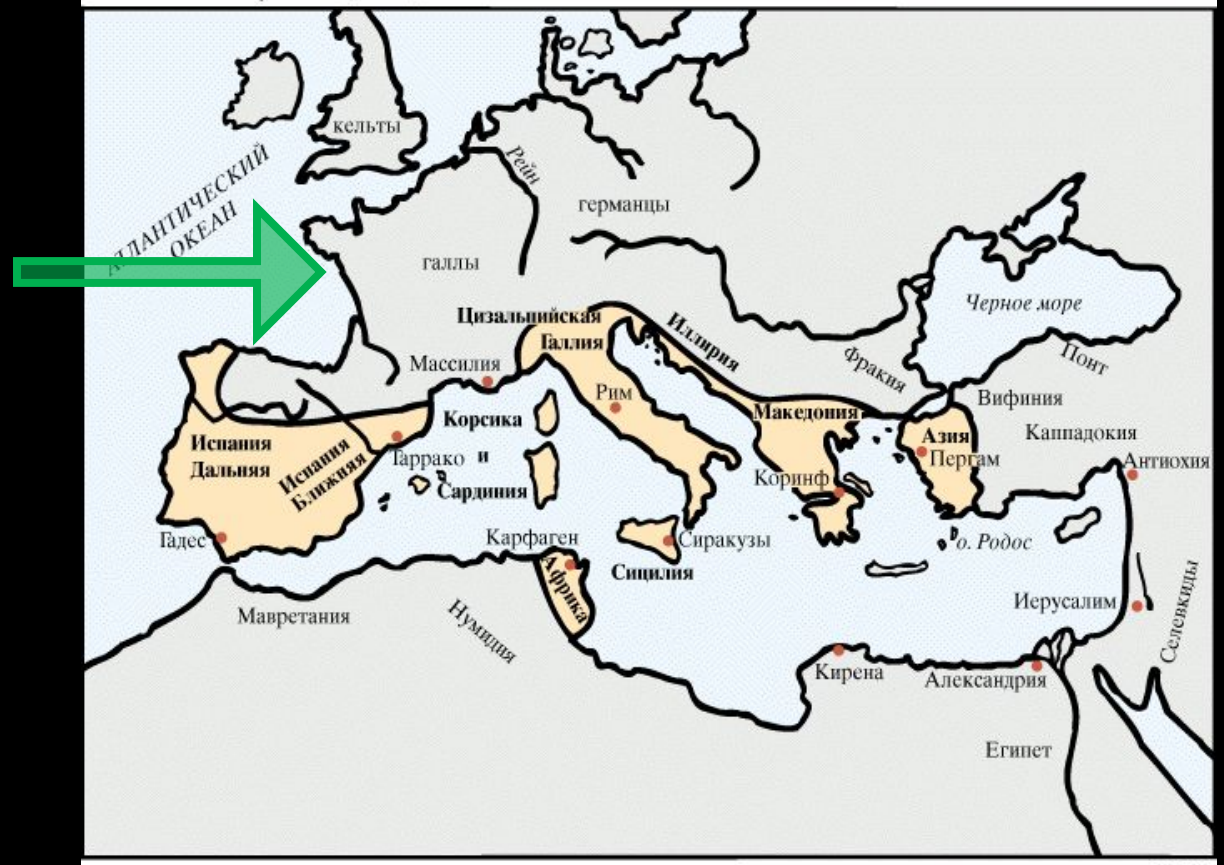 кельты
АТЛАНТИЧЕСКИЙ
ОКЕАН
Рейн
германцы
галлы
Черное море
Цизальпийская
Галлия
Иллирия
Фракия
Понт
Массилия
Рим
Вифиния
Корсика
и
Сардиния
Македония
Азия
Пергам
Каппадокия
Антиохия
Испания
Дальняя
Испания
Ближняя
Таррако
Коринф
Гадес
Карфаген
Сиракузы
о. Родос
Африка
Сицилия
Мавретания
Нумидия
Иерусалим
Селевкиды
Кирена
Александрия
Египет